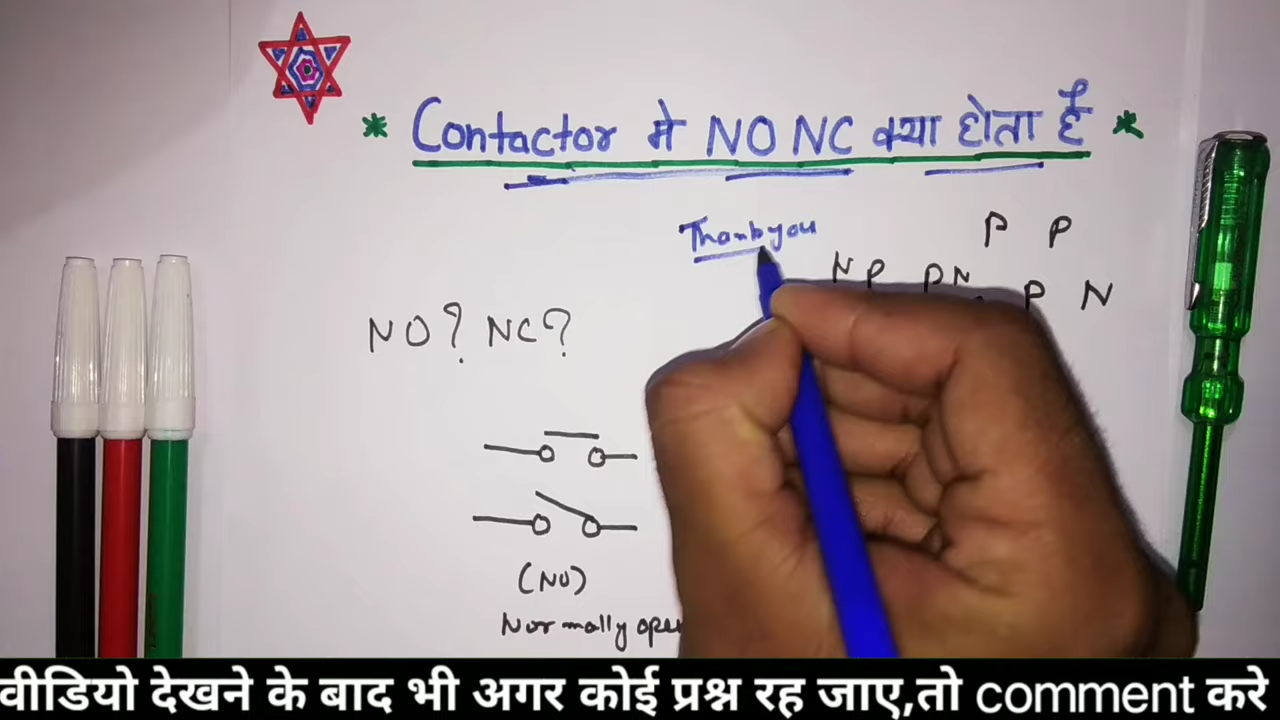 * Contactor मे NO NC क्या होता है *
Thankyou
P P
N P P N
P N
NO? NC?
(NO)
Normally open
वीडियो देखने के बाद भी अगर कोई प्रश्न रह जाए,तो comment करे